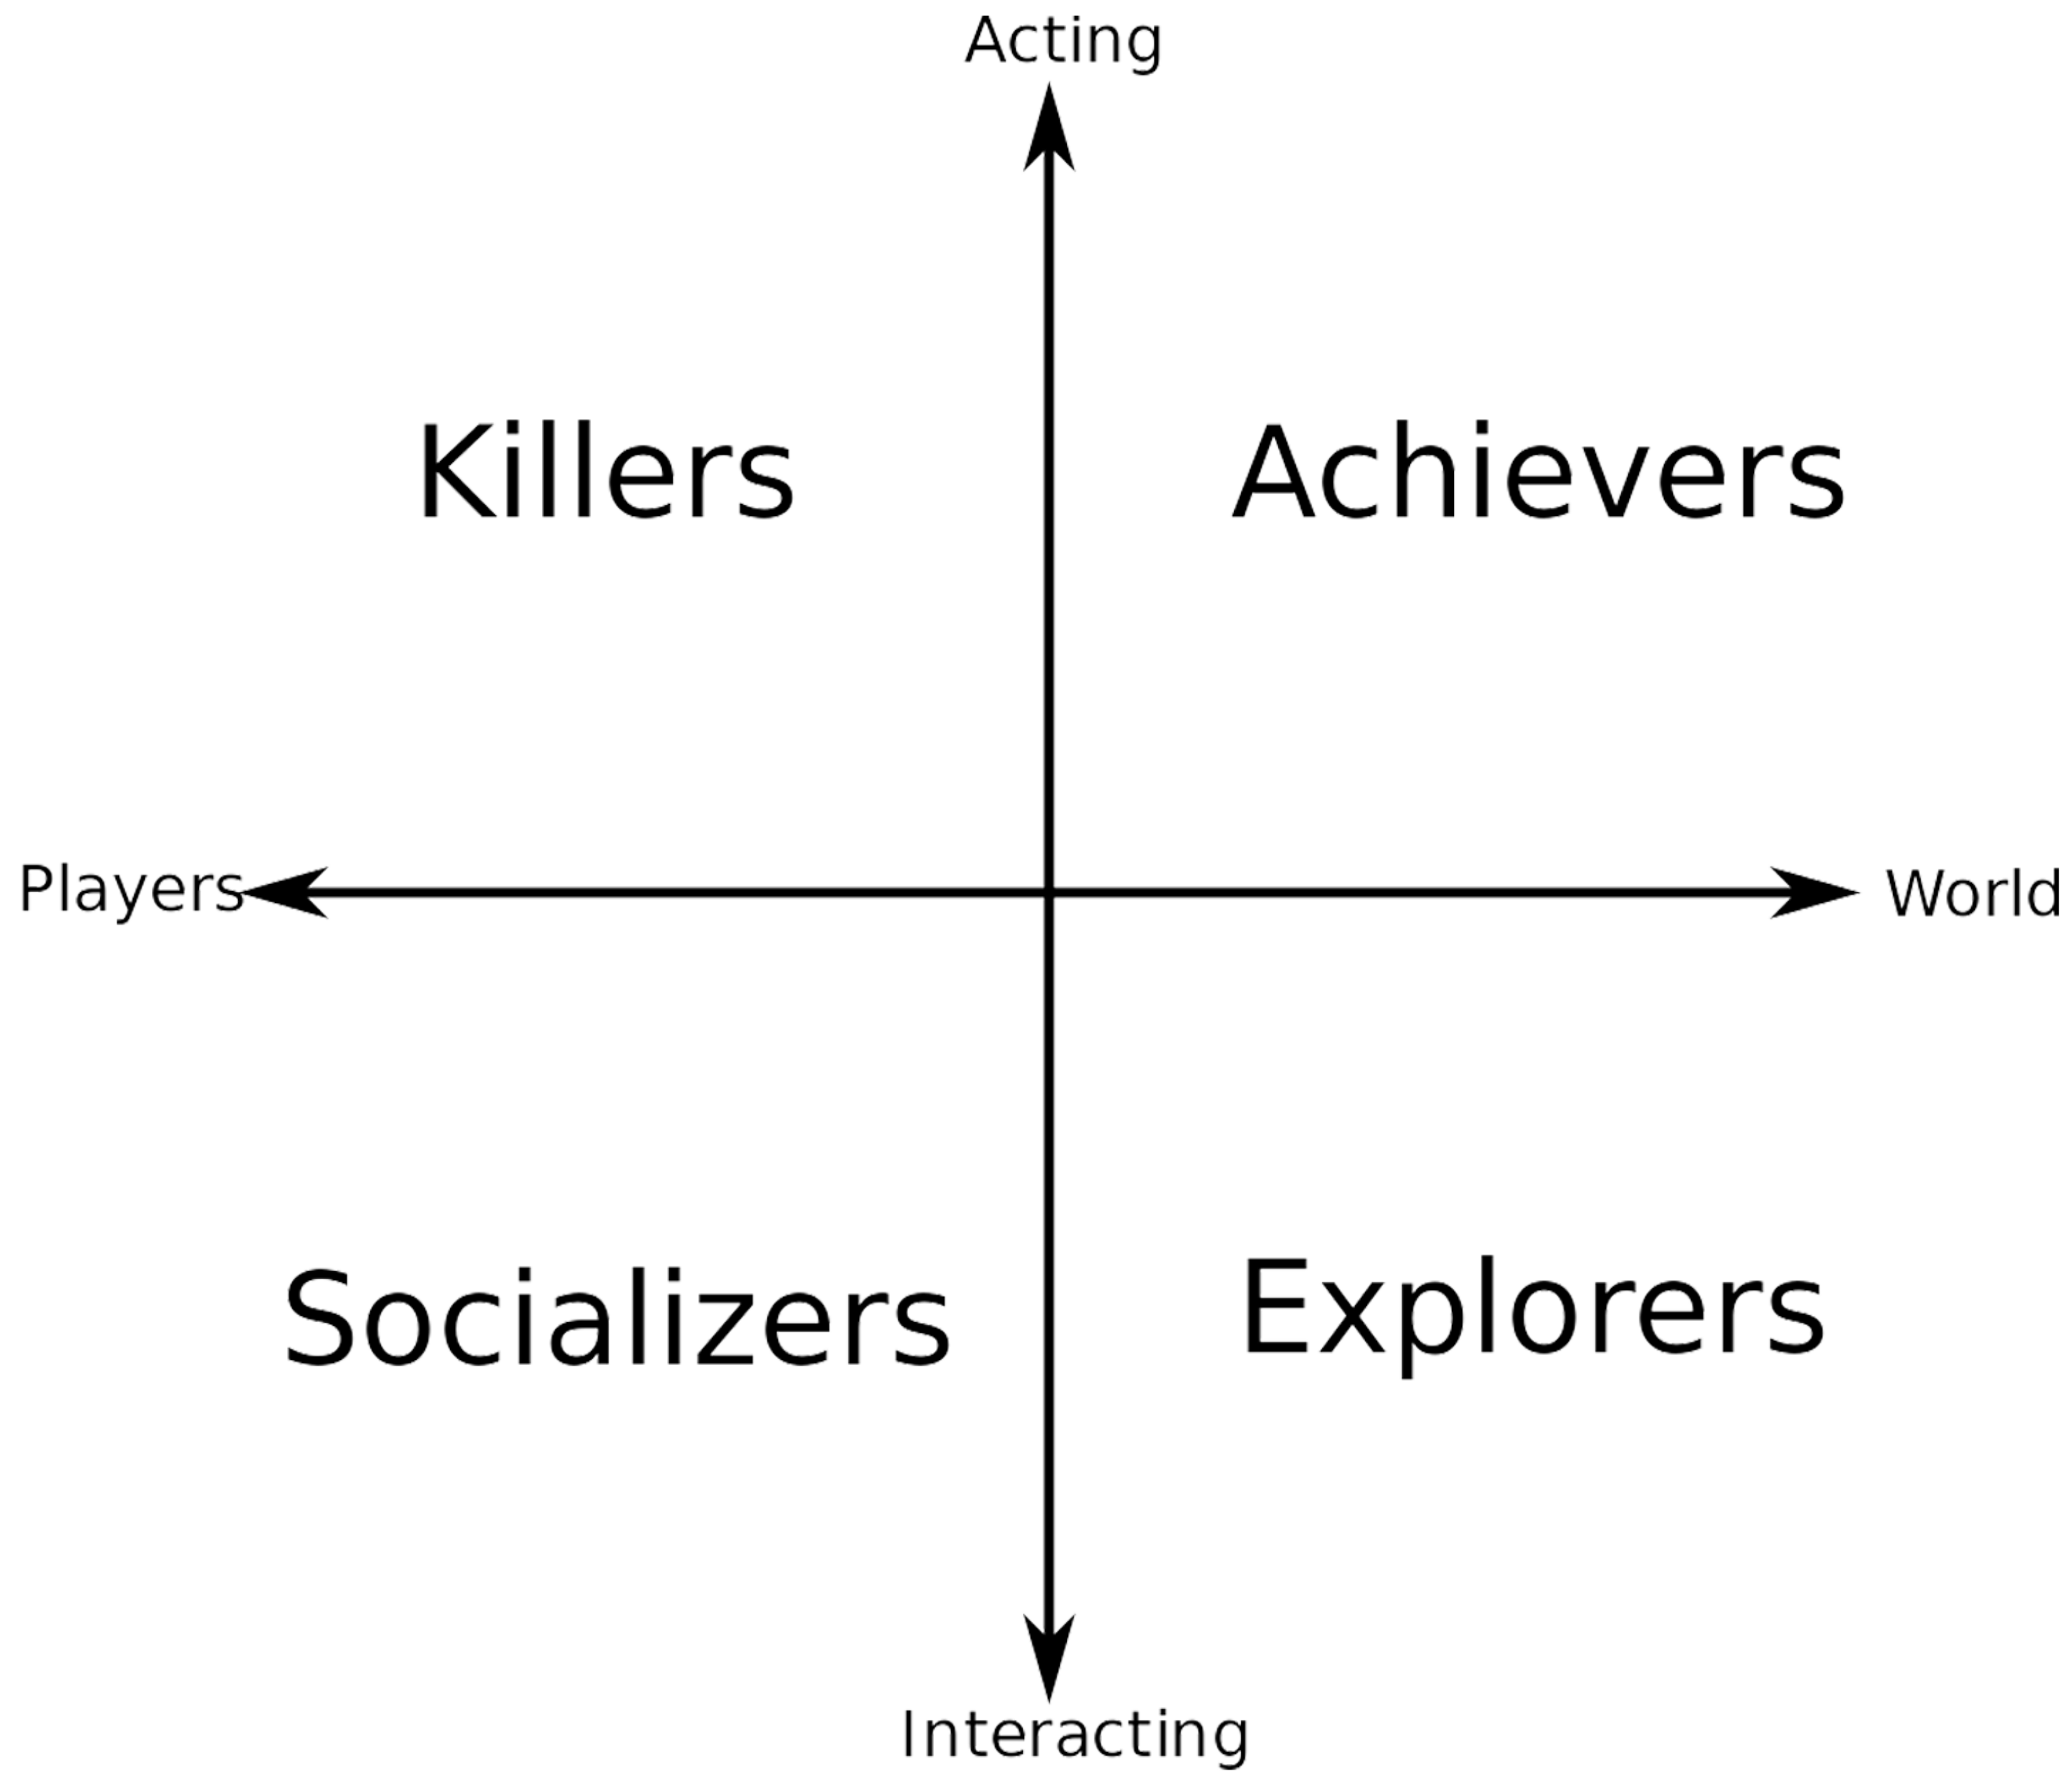 Acting
Killers
Achievers
Players
World
Socializers
Explorers
Interacting